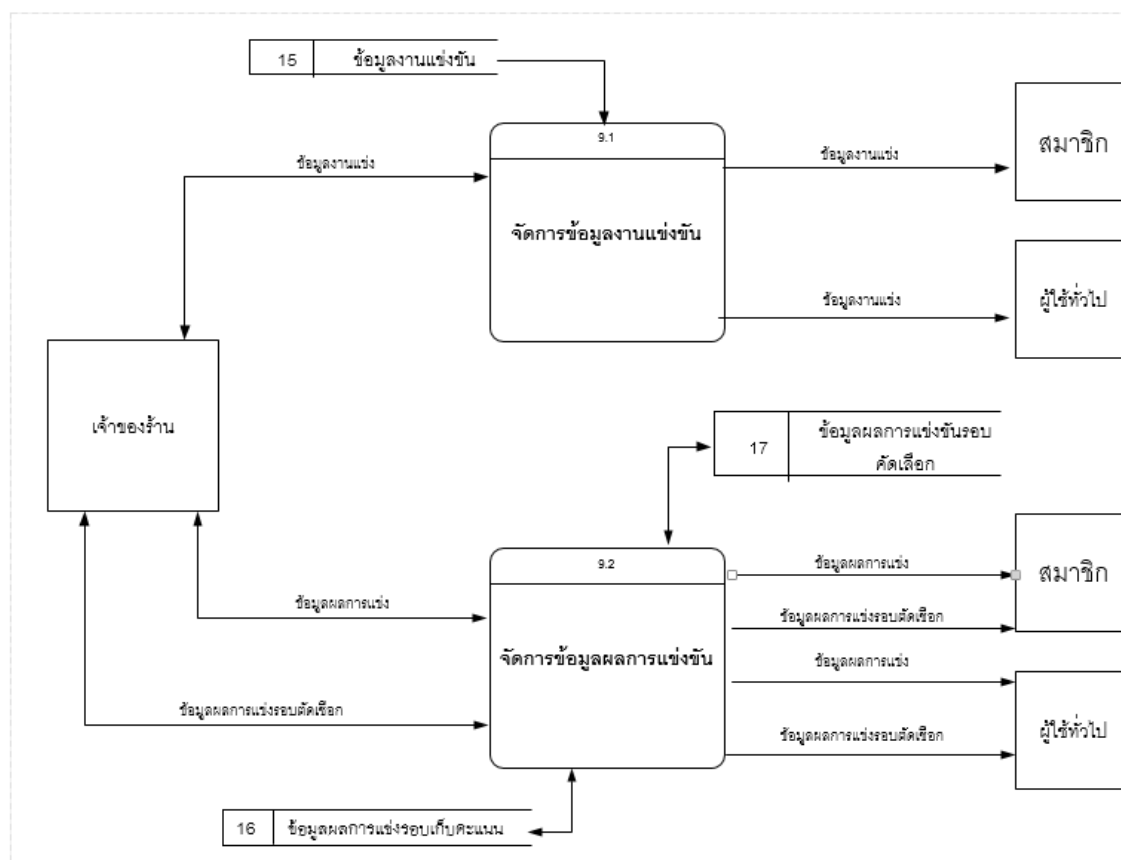 15 ข้อมูลงานแข่งขัน
9.1
จัดการข้อมูลงานแข่งขัน
ข้อมูลงานแข่ง
ข้อมูลงานแข่ง
สมาชิก
ข้อมูลงานแข่ง
ผู้ใช้ทั่วไป
เจ้าของร้าน
17 ข้อมูลผลการแข่งขันรอบ
คัดเลือก
9.2
จัดการข้อมูลผลการแข่งขัน
ข้อมูลผลการแข่ง
ข้อมูลผลการแข่งรอบตัดเชือก
ข้อมูลผลการแข่ง
ข้อมูลผลการแข่งรอบตัดเชือก
สมาชิก
ข้อมูลผลการแข่ง
ข้อมูลผลการแข่งรอบตัดเชือก
ผู้ใช้ทั่วไป
16 ข้อมูลผลการแข่งรอบเก็บคะแนน